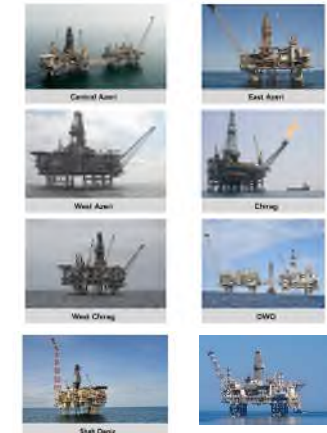 Central Azeri
East Azeri
West Azeri
Chirag
West Chirag
DWG
Shah Deniz